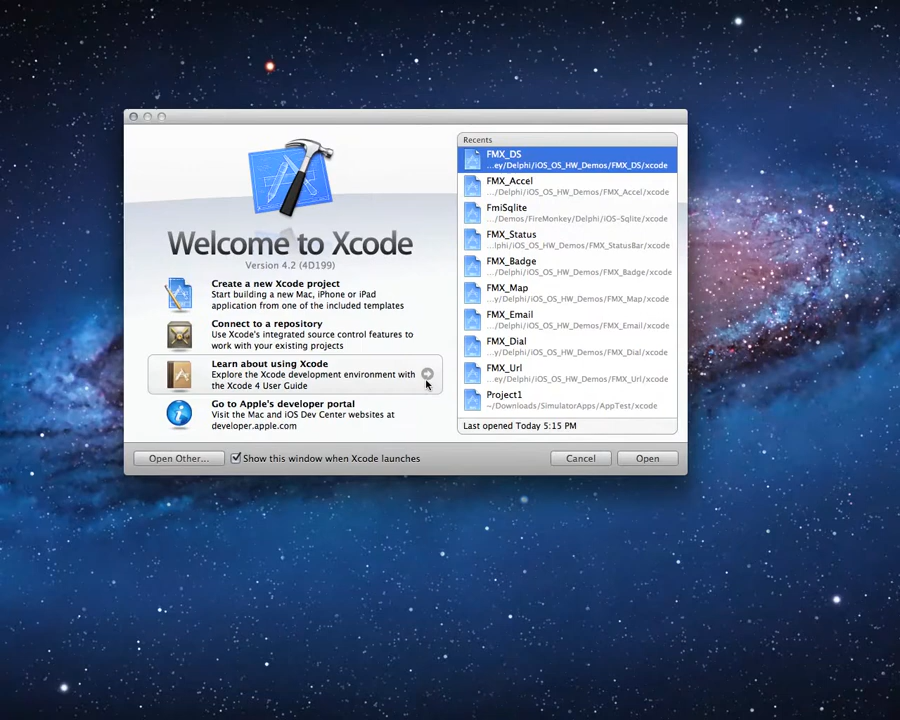 Welcome to Xcode
Version 4.2 (4D199)
Create a new Xcode project
Start building a new Mac, iPhone or iPad
application from one of the included templates
Connect to a repository
Use Xcode's integrated source control features to
work with your existing projects
Learn about using Xcode
Explore the Xcode development environment with
the Xcode 4 User Guide
Go to Apple's developer portal
Visit the Mac and iOS Dev Center websites at
developer.apple.com
Recents
FMX_DS
...ey/Delphi/iOS_OS_HW_Demos/FMX_DS/xcode
FMX_Accel
.../Delphi/iOS_OS_HW_Demos/FMX_Accel/xcode
FmiSqlite
.../Demos/FireMonkey/Delphi/iOS-Sqlite/xcode
FMX_Status
...lphi/iOS_OS_HW_Demos/FMX_StatusBar/xcode
FMX_Badge
.../Delphi/iOS_OS_HW_Demos/FMX_Badge/xcode
FMX_Map
...y/Delphi/iOS_OS_HW_Demos/FMX_Map/xcode
FMX_Email
.../Delphi/iOS_OS_HW_Demos/FMX_Email/xcode
FMX_Dial
...y/Delphi/iOS_OS_HW_Demos/FMX_Dial/xcode
FMX_Url
...ey/Delphi/iOS_OS_HW_Demos/FMX_Url/xcode
Project1
~/Downloads/SimulatorApps/AppTest/xcode
Last opened Today 5:15 PM
Open Other...
Show this window when Xcode launches
Cancel
Open